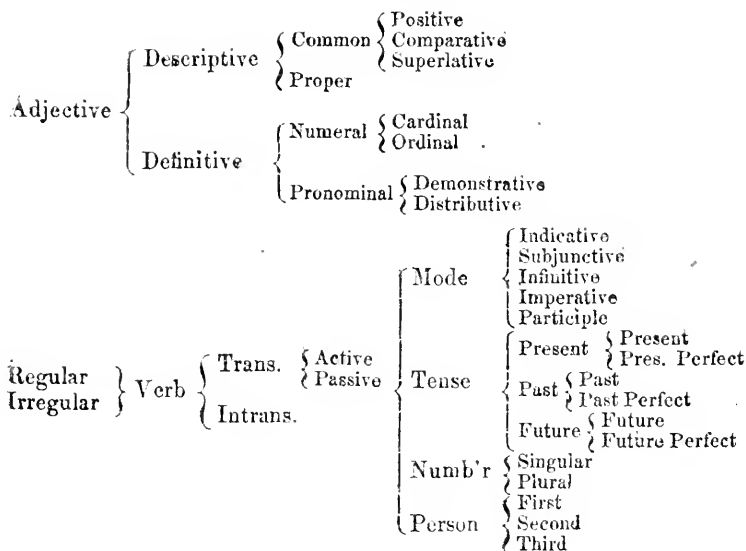 Positive
Common Comparative
Descriptive Superlative
Proper
Adjective
Numeral Cardinal
Ordinal
Definitive
Pronominal Demonstrative
Distributive
Indicative
Subjunctive
Mode Infinitive
Imperative
Participle
Present Present
Pres. Perfect
Regular Irregular Verb Trans. Active Passive Tense
Past Past
Past Perfect
Intrans.
Future Future
Future Perfect
Numb'r Singular
Plural
Person First
Second
Third